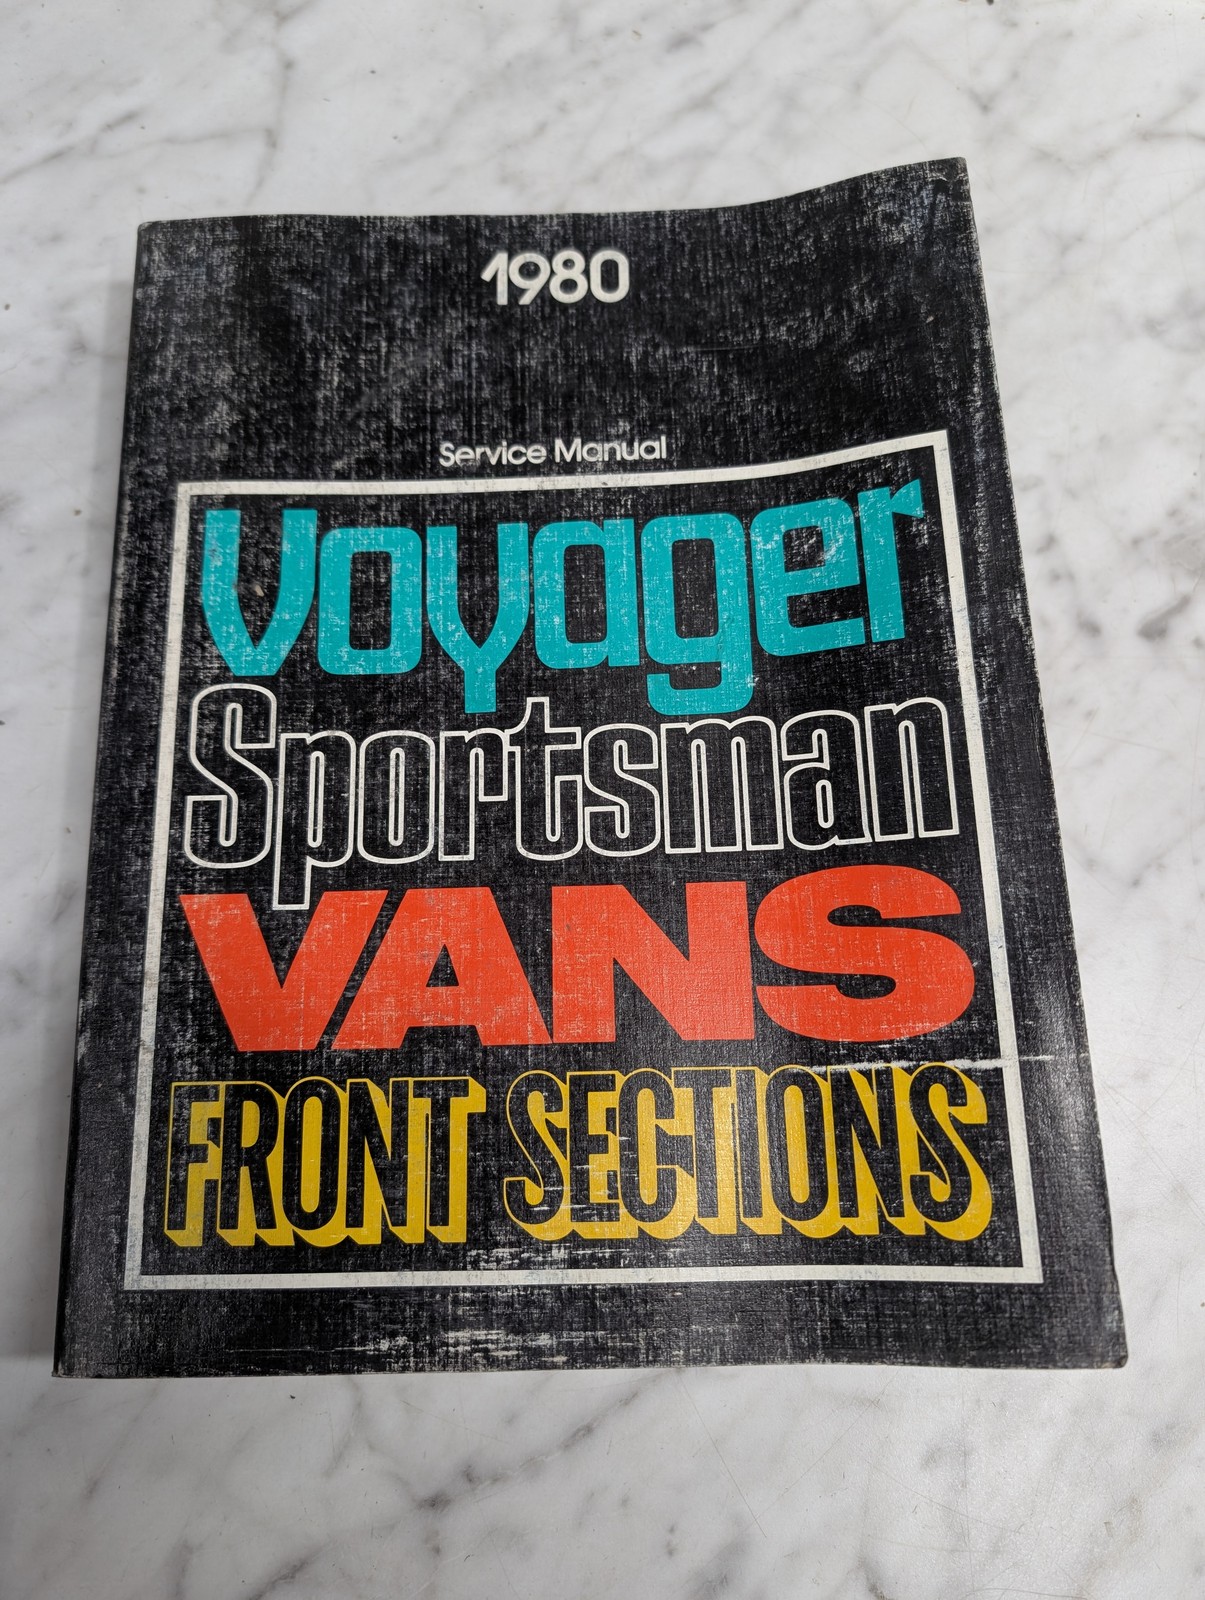 1980
Service Manual
Voyager
Sportsman
VANS
FRONT SECTIONS